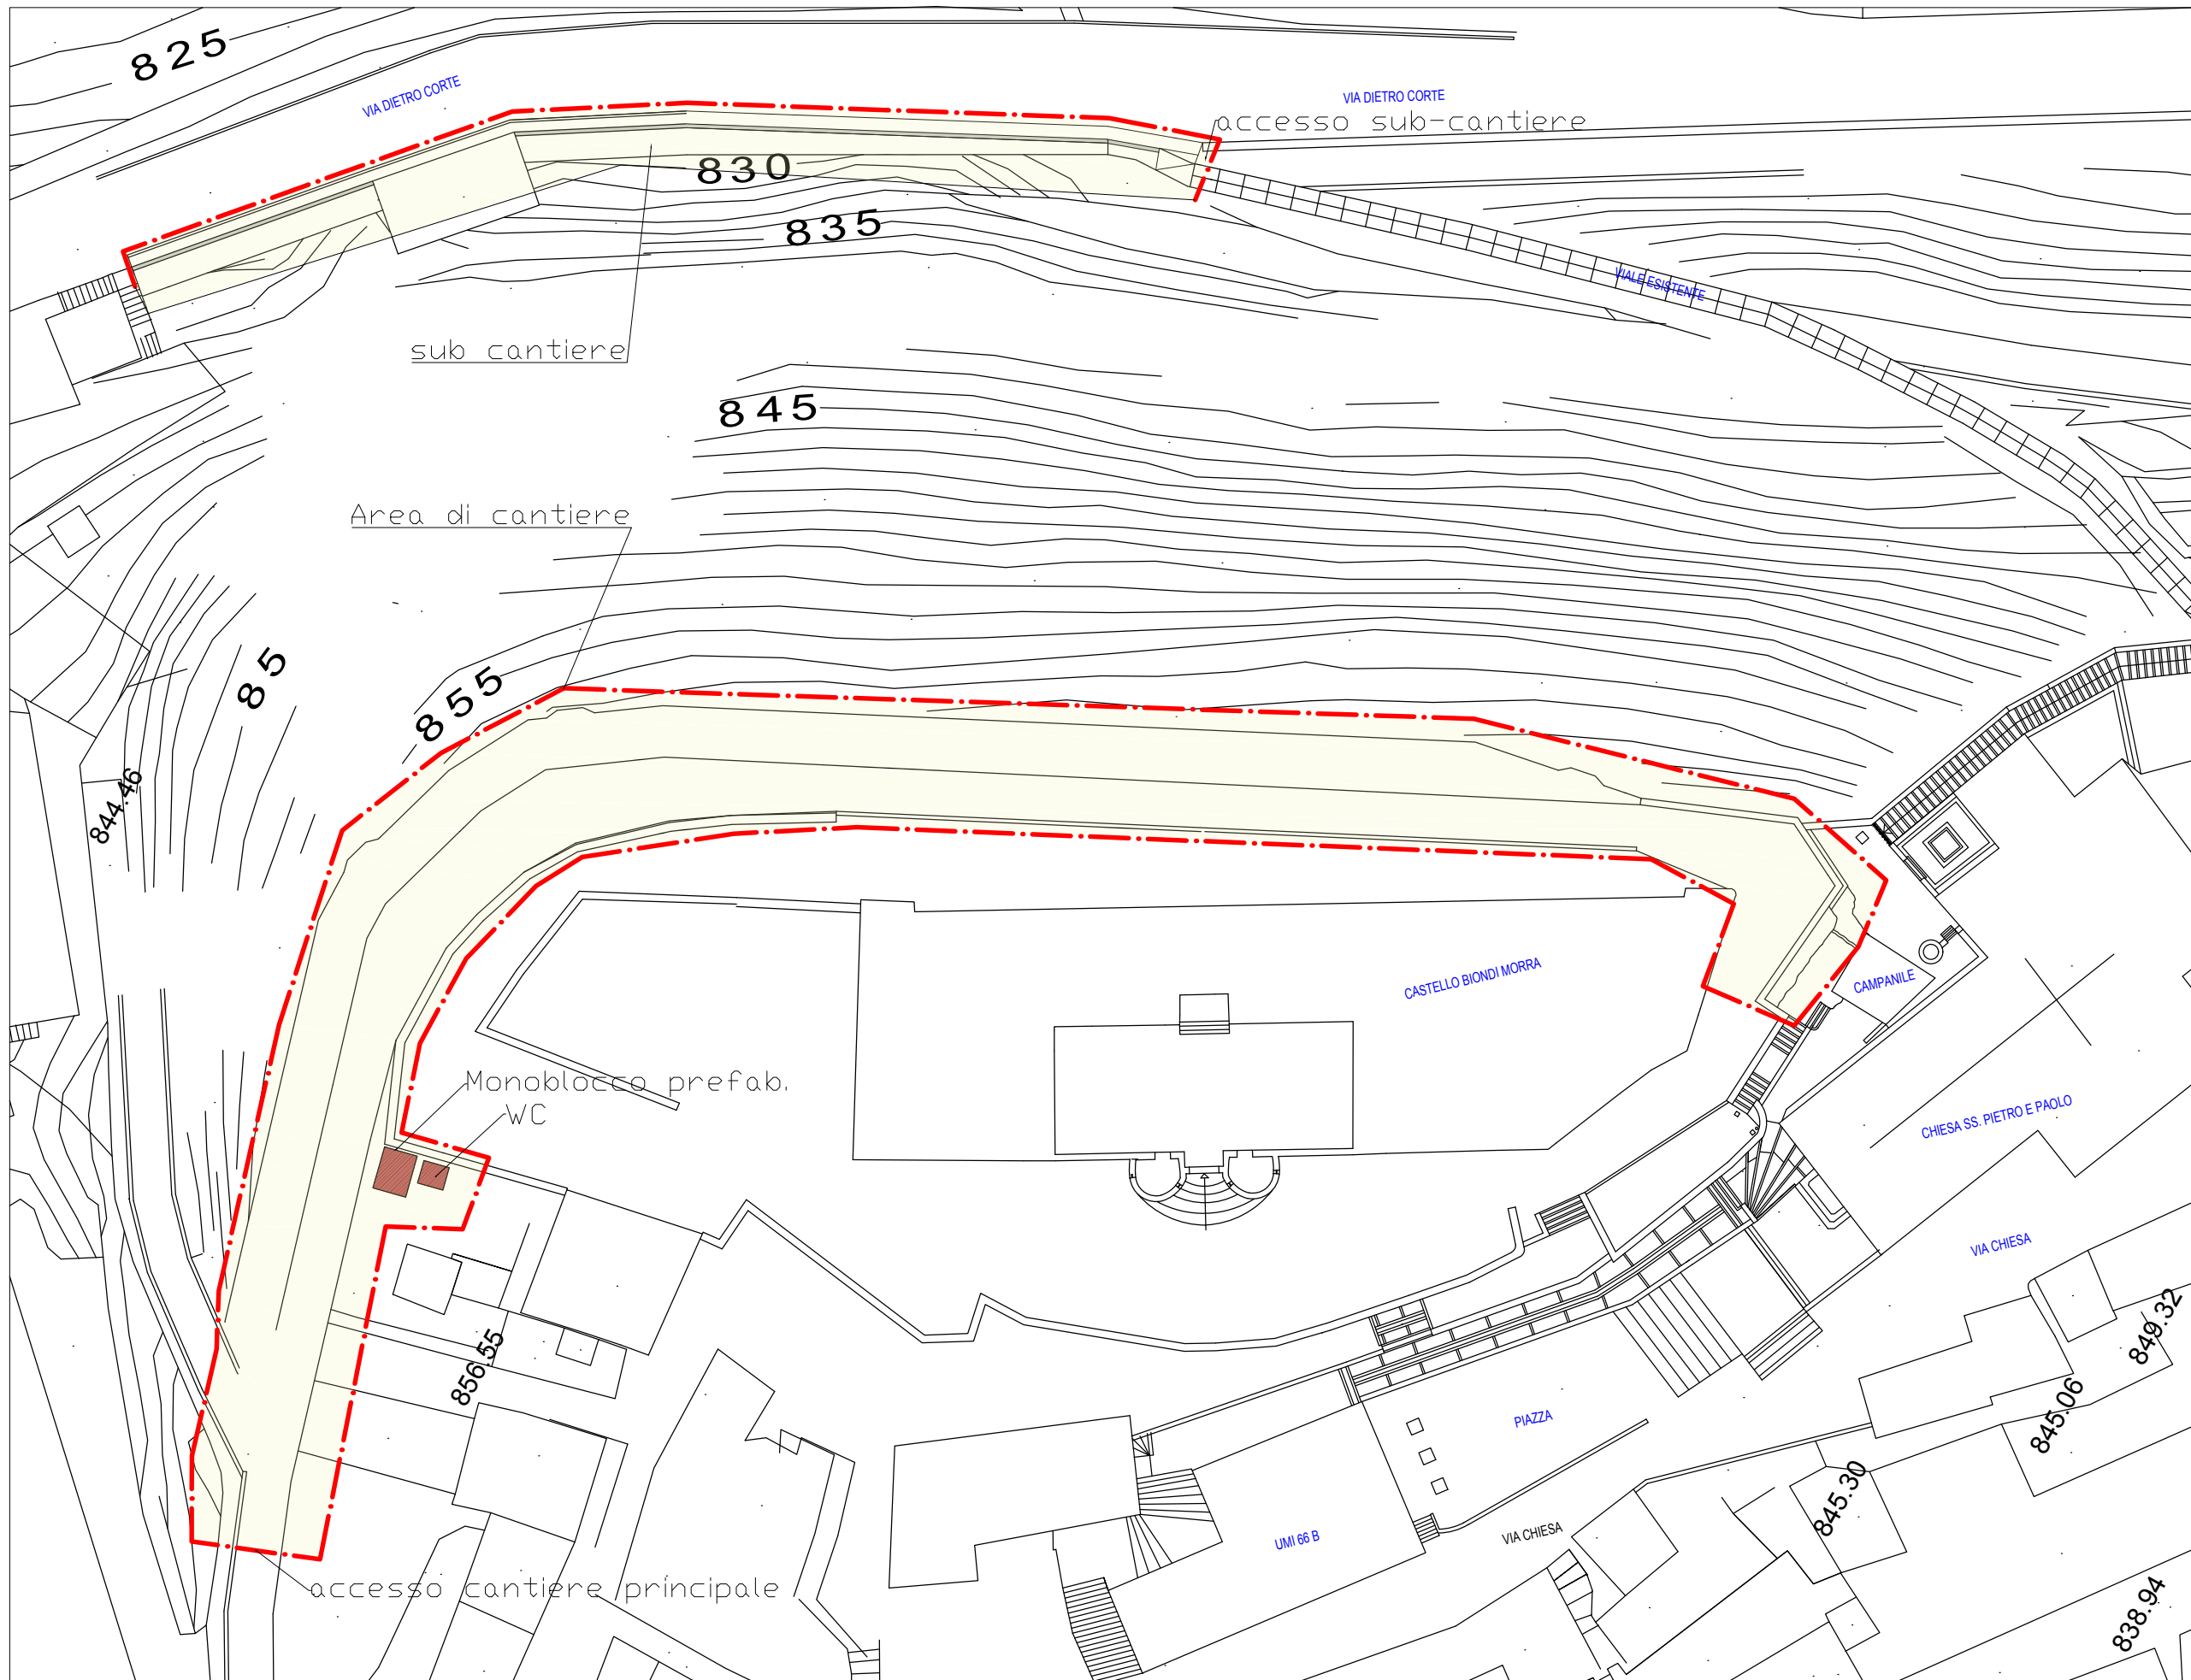 825
VIA DIETRO CORTE
VIA DIETRO CORTE
accesso sub-cantiere
830
835
VIALE ESISTENTE
sub cantiere
845
Area di cantiere
85
855
844.46
CASTELLO BIONDI MORRA
CAMPANILE
Monoblocco prefab.
WC
CHIESA SS. PIETRO E PAOLO
VIA CHIESA
849.32
856.55
PIAZZA
845.06
845.30
UMI 66 B
VIA CHIESA
accesso cantiere principale
838.94